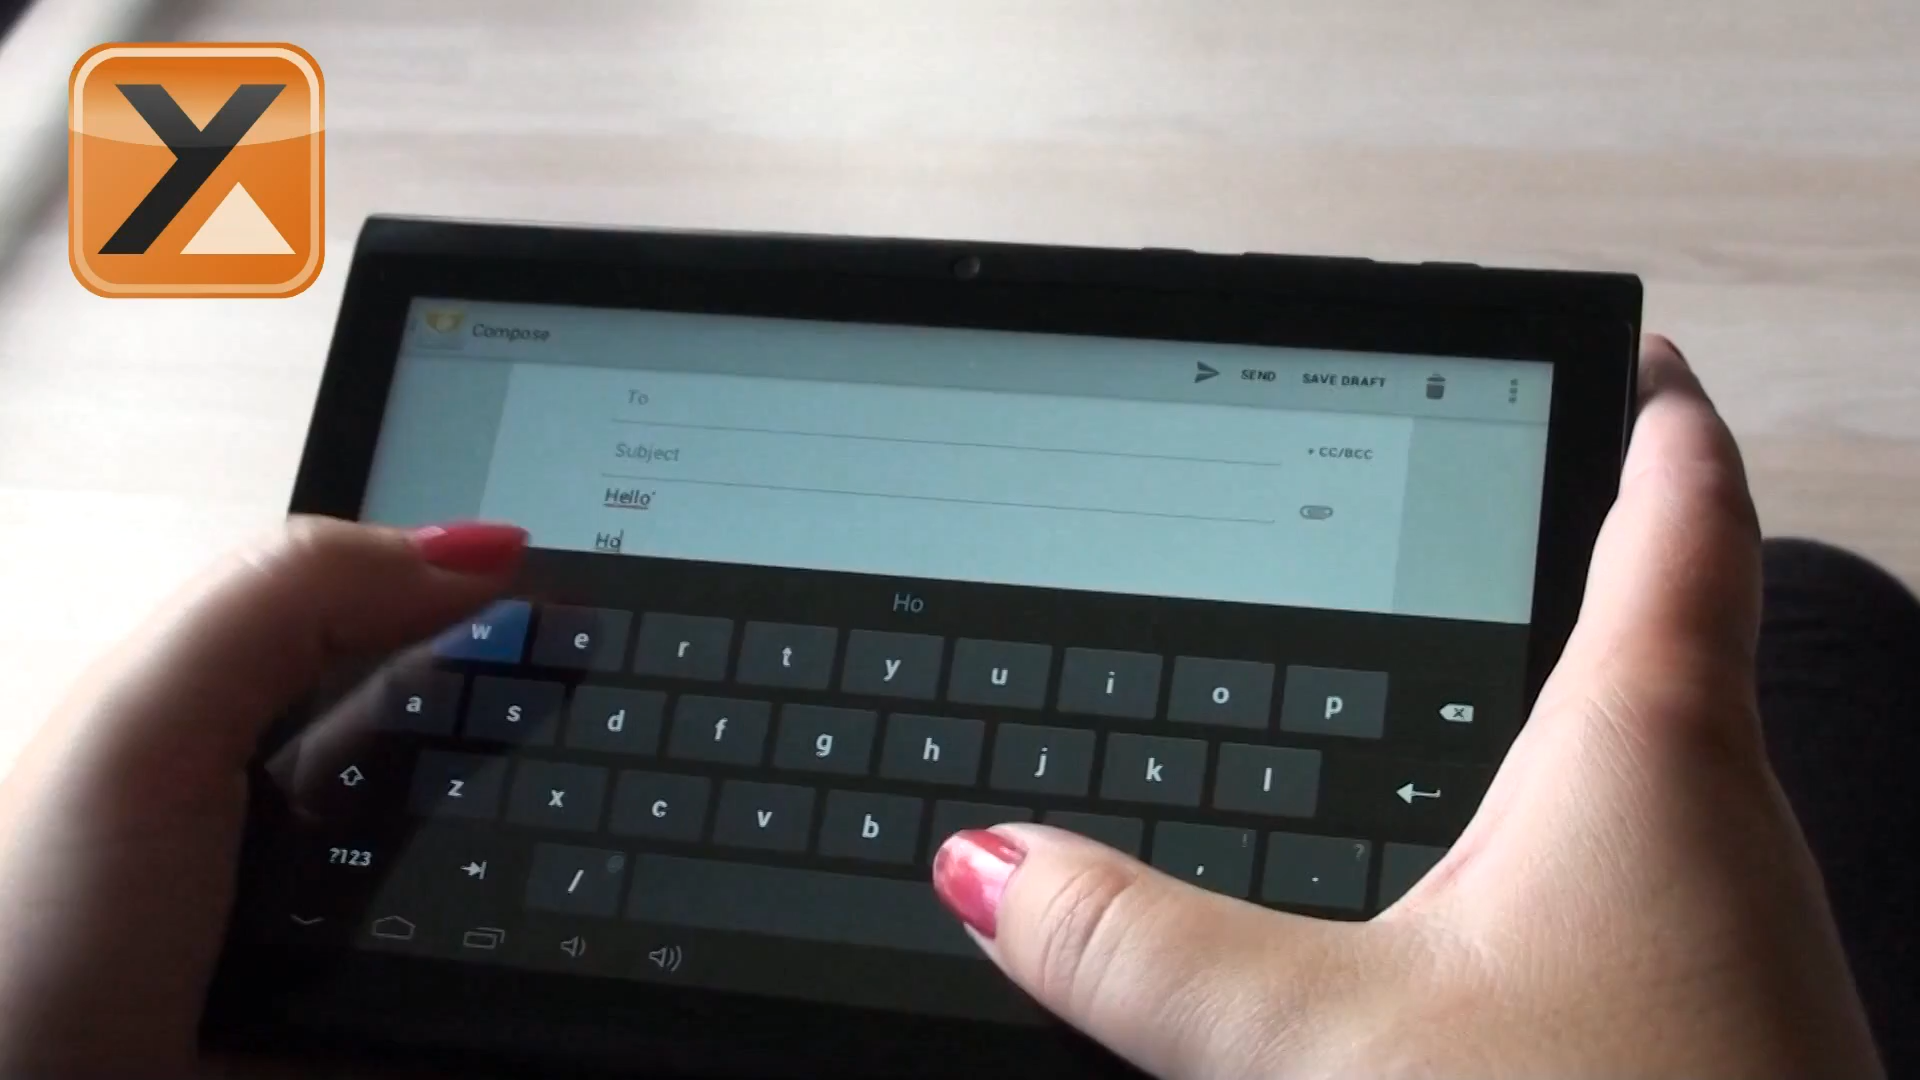 Compose
SEND SAVE DRAFT
To
Subject
+ CC/BCC
Hello'
Ho
Ho
w e r t y u i o p
a s d f g h j k l
z x c v b , ! . ?
?123 /